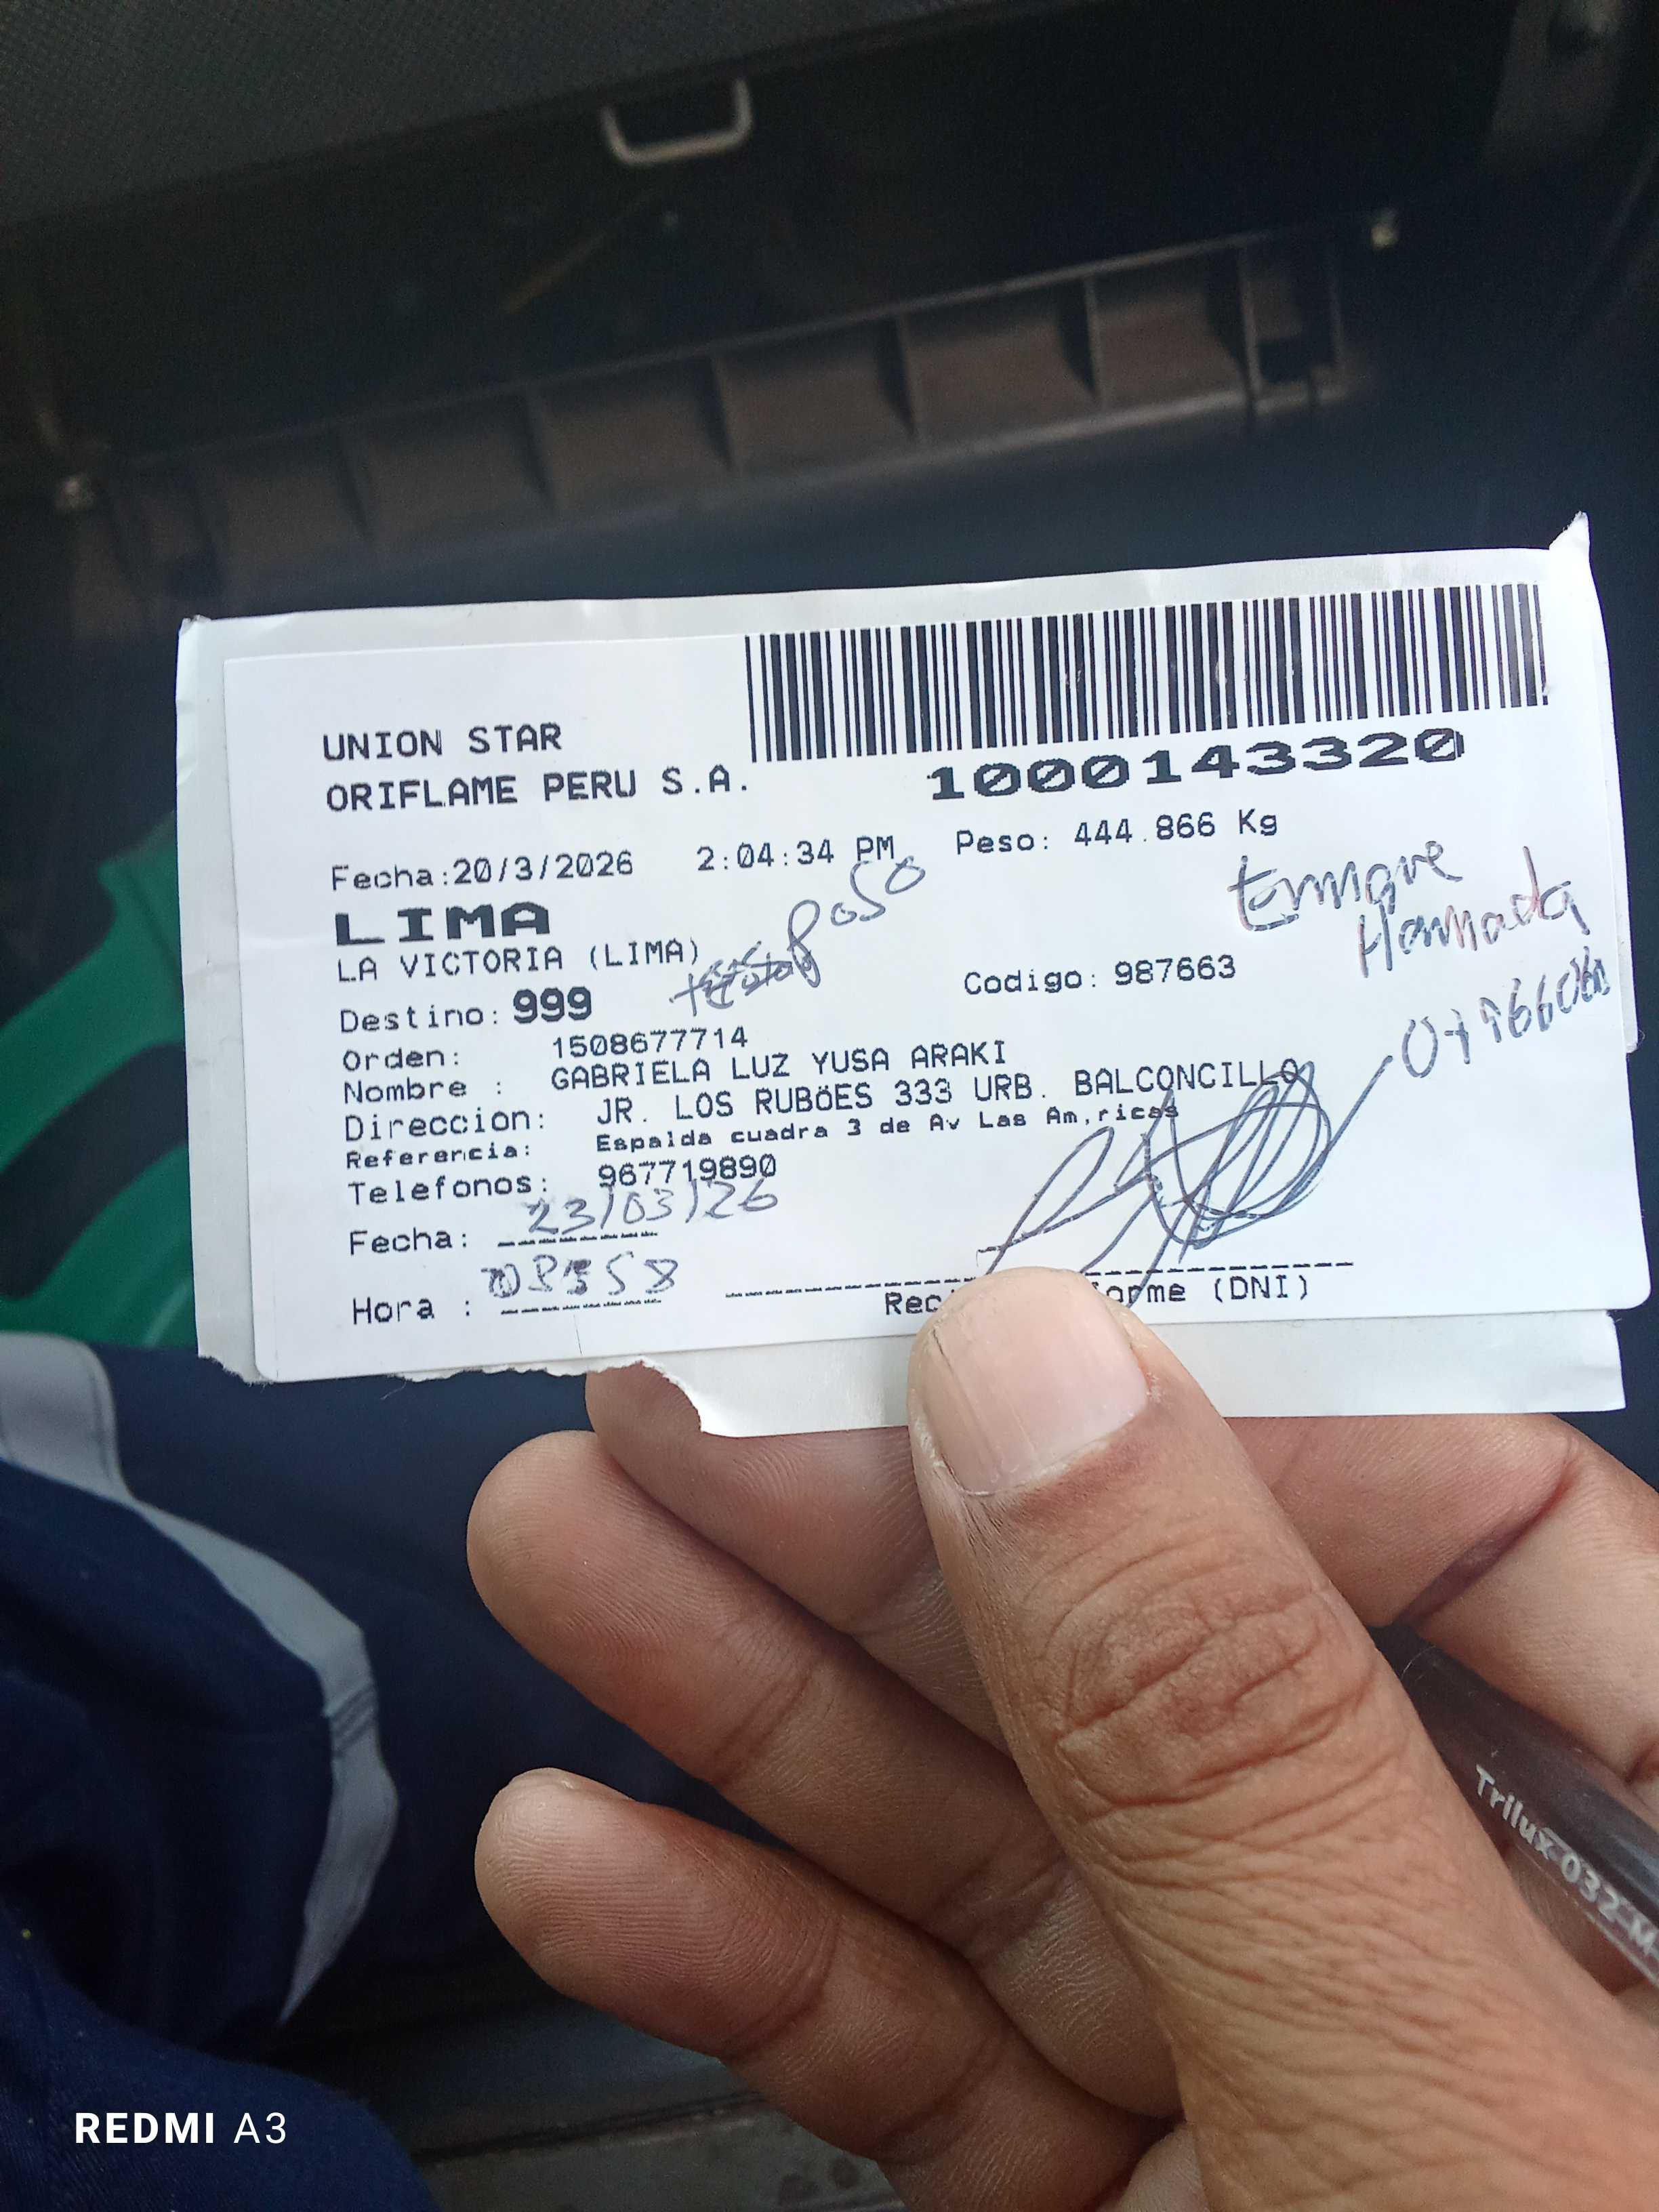 UNION STAR
ORIFLAME PERU S.A.
1000143320
Fecha:20/3/2026 2:04:34 PM Peso: 444.866 Kg
LIMA
LA VICTORIA (LIMA)
Destino: 999 Codigo: 987663
Orden: 1508677714
Nombre : GABRIELA LUZ YUSA ARAKI
Direccion: JR. LOS RUBÖES 333 URB. BALCONCILLO
Referencia: Espalda cuadra 3 de Av Las Am,ricas
Telefonos: 967719890
Fecha: 23/03/26
Hora :
(DNI)
Trilux 032-M
REDMI A3